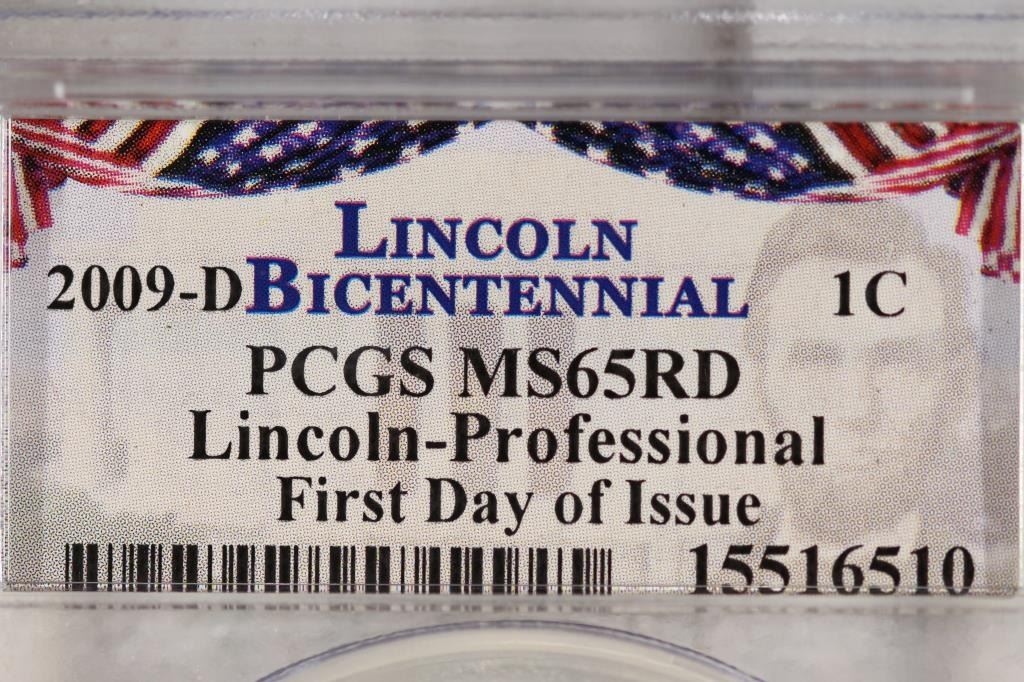 LINCOLN
2009-D BICENTENNIAL 1C
PCGS MS65RD
Lincoln-Professional
First Day of Issue
15516510